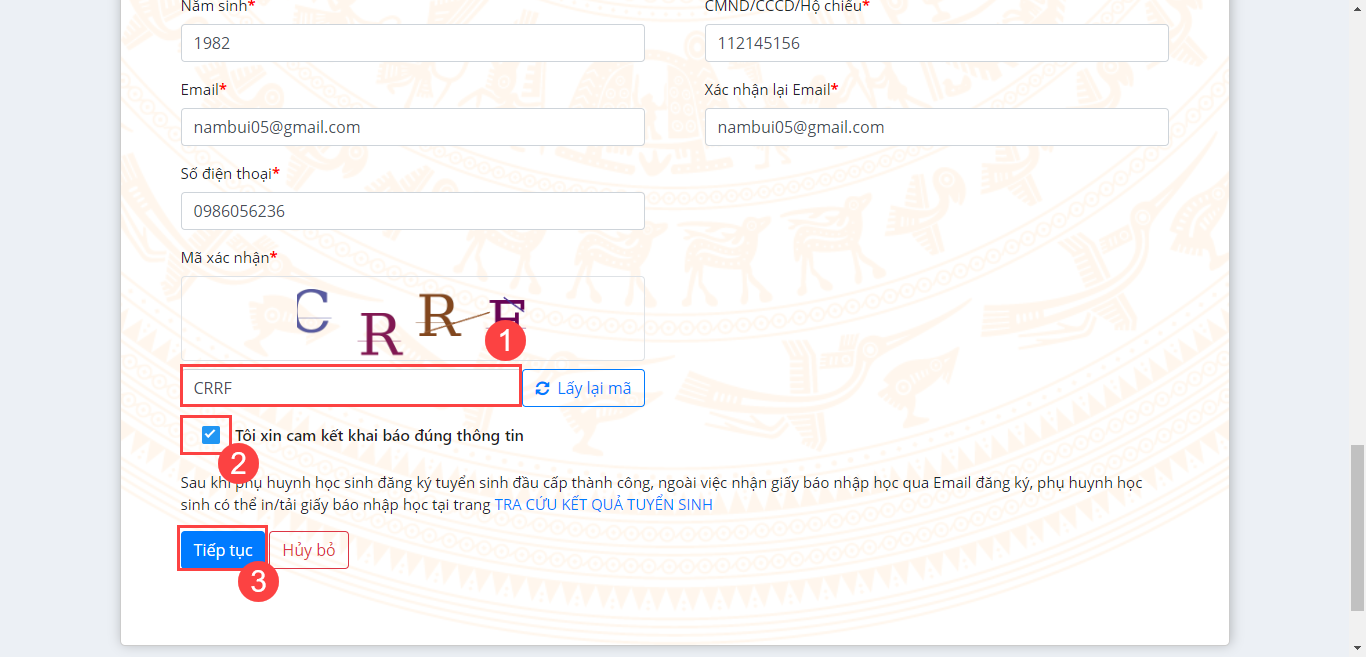 Năm sinh*
CMND/CCCD/Hộ chiếu*
1982
112145156
Email*
Xác nhận lại Email*
nambui05@gmail.com
nambui05@gmail.com
Số điện thoại*
0986056236
Mã xác nhận*
C R R F
1
CRRF
Lấy lại mã
Tôi xin cam kết khai báo đúng thông tin
2
Sau khi phụ huynh học sinh đăng ký tuyển sinh đầu cấp thành công, ngoài việc nhận giấy báo nhập học qua Email đăng ký, phụ huynh học
sinh có thể in/tải giấy báo nhập học tại trang TRA CỨU KẾT QUẢ TUYỂN SINH
Tiếp tục
Hủy bỏ
3